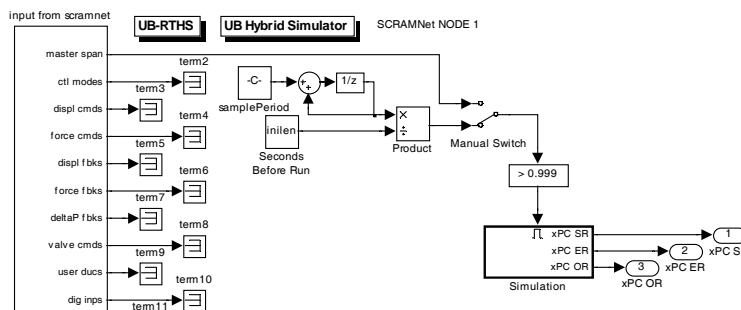 input from scramnet
UB-RTHS
UB Hybrid Simulator
SCRAMNet NODE 1
master span
term2
ctl modes
term3
displ cmds
term4
force cmds
term5
displ fbks
term6
force fbks
term7
deltaP fbks
term8
valve cmds
term9
user ducs
term10
dig inps
term11
-C-
samplePeriod
+
+
1/z
inilen
Seconds
Before Run
×
÷
Product
Manual Switch
> 0.999
xPC SR
xPC ER
xPC OR
Simulation
1
xPC S
2
xPC ER
3
xPC OR